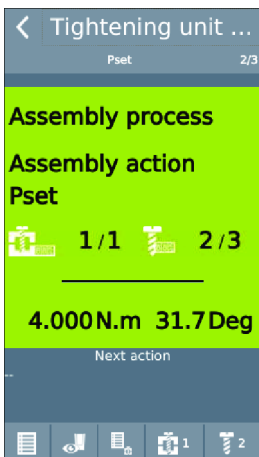 Tightening unit ...
Pset 2/3
Assembly process
Assembly action
Pset
1/1 2/3
4.000 N.m 31.7 Deg
Next action
--
1 2